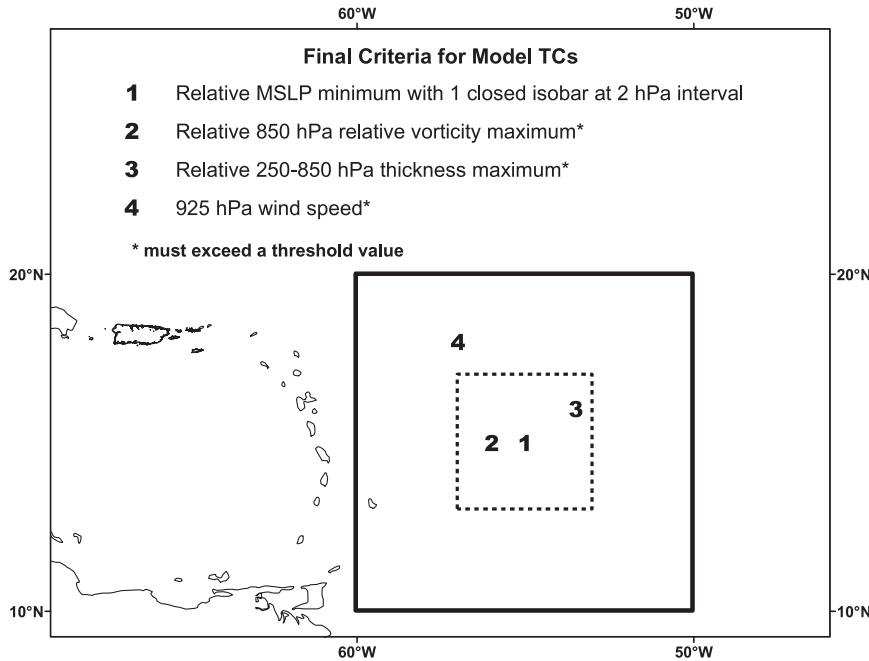 60°W 50°W
Final Criteria for Model TCs
1 Relative MSLP minimum with 1 closed isobar at 2 hPa interval
2 Relative 850 hPa relative vorticity maximum*
3 Relative 250-850 hPa thickness maximum*
4 925 hPa wind speed*
* must exceed a threshold value
20°N 20°N
4
3
2 1
10°N 10°N
60°W 50°W